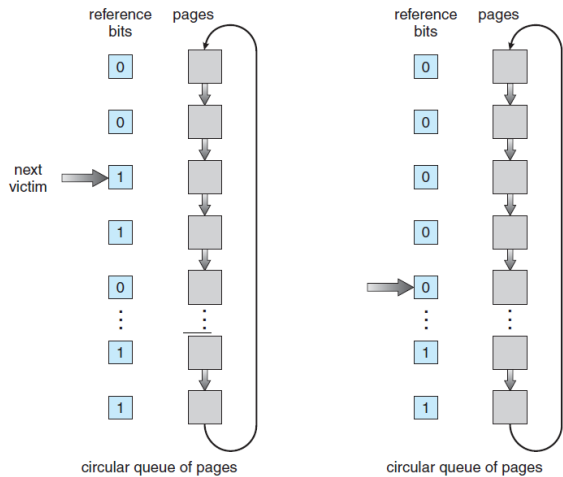 reference bits
pages
0
0
next victim
1
1
0
1
1
circular queue of pages
reference bits
pages
0
0
0
0
0
1
1
circular queue of pages